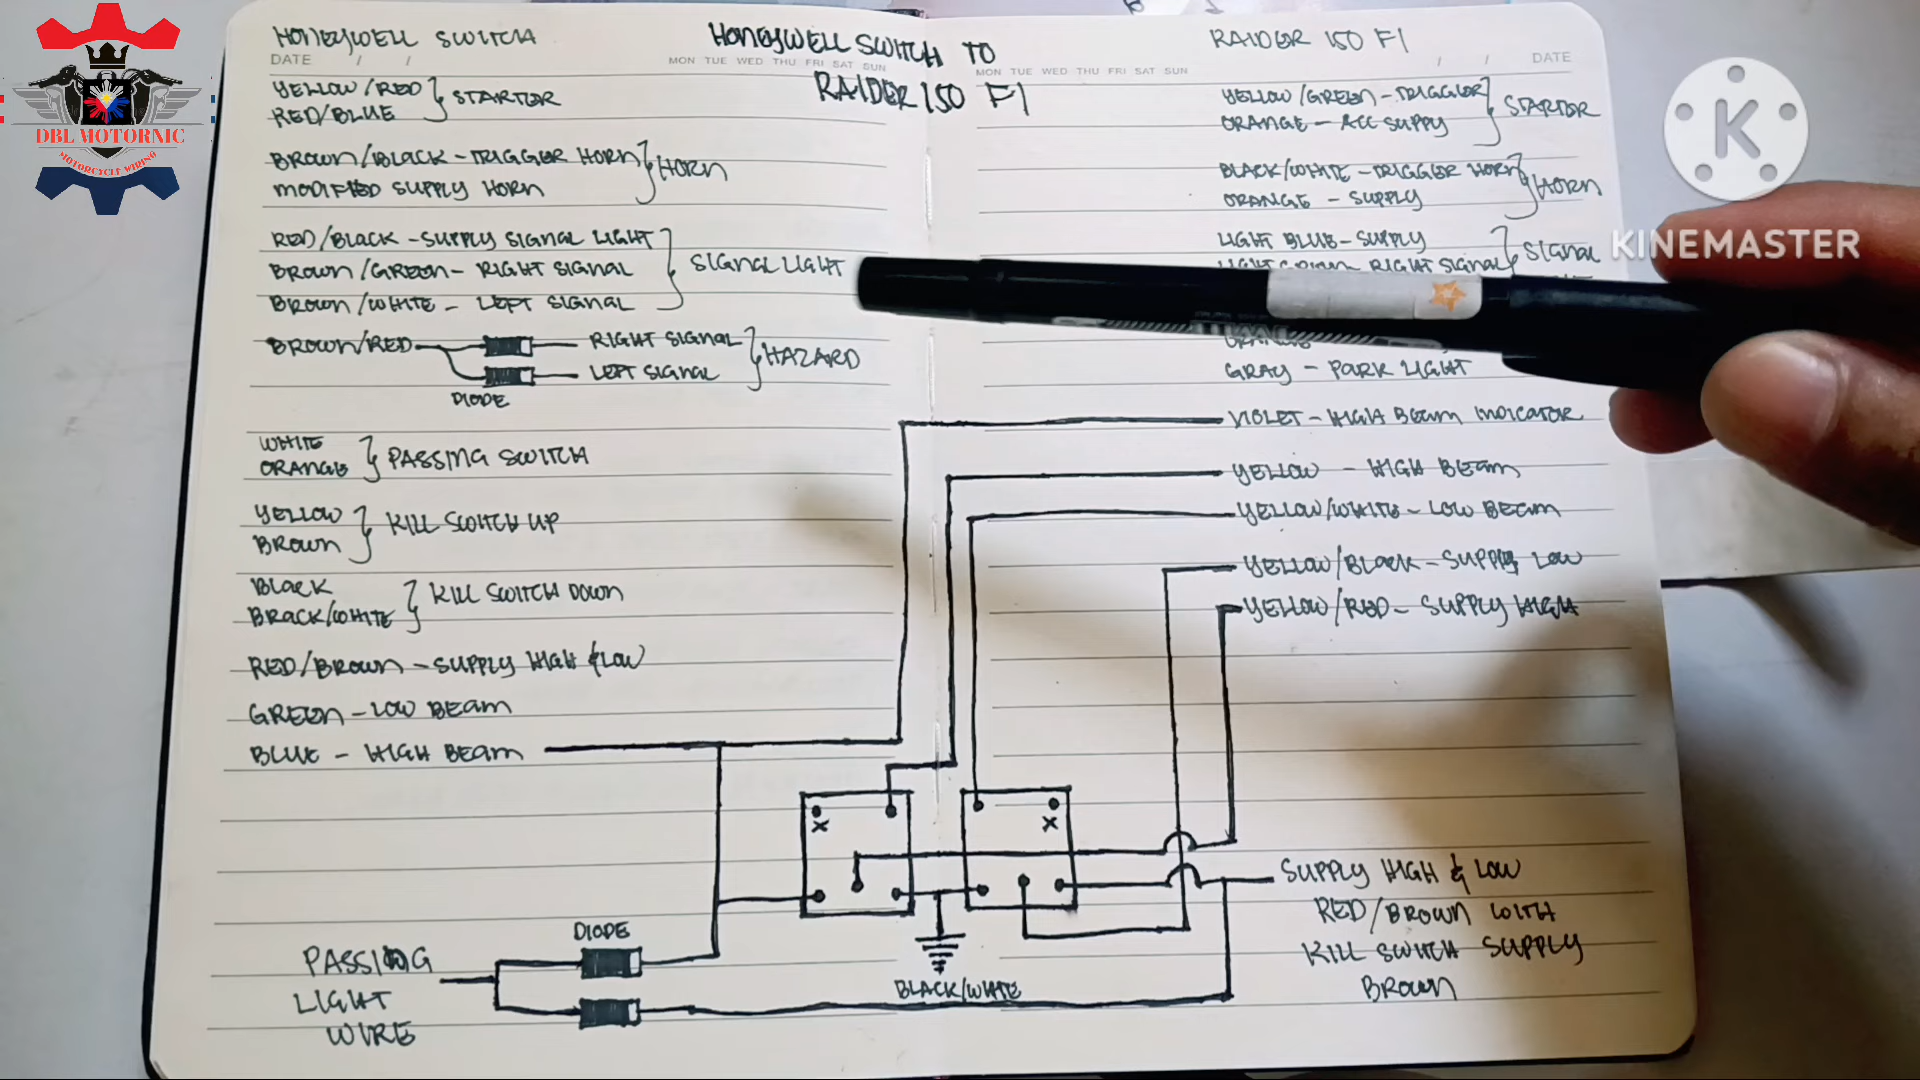 DBL MOTORNIC
MOTORCYCLE WIRING
HONEYWELL SWITCH TO
RAIDER 150 FI
HONEYWELL SWITCH
DATE / /
MON TUE WED THU FRI SAT SUN
YELLOW/RED
RED/BLUE
STARTER
BROWN/BLACK - TRIGGER HORN
MODIFIED SUPPLY HORN
HORN
RED/BLACK - SUPPLY SIGNAL LIGHT
BROWN/GREEN - RIGHT SIGNAL
BROWN/WHITE - LEFT SIGNAL
SIGNAL LIGHT
BROWN/RED
RIGHT SIGNAL
LEFT SIGNAL
HAZARD
DIODE
WHITE
ORANGE
PASSING SWITCH
YELLOW
BROWN
KILL SWITCH UP
BLACK
BRACK/WHITE
KILL SWITCH DOWN
RED/BROWN - SUPPLY HIGH & LOW
GREEN - LOW BEAM
BLUE - HIGH BEAM
DIODE
PASSING
LIGHT
WIRE
RAIDER 150 FI
MON TUE WED THU FRI SAT SUN
/ / DATE
YELLOW/GREEN - TRIGGER
ORANGE - ACC SUPPLY
STARTER
BLACK/WHITE - TRIGGER HORN
ORANGE - SUPPLY
HORN
LIGHT BLUE - SUPPLY
LIGHT GREEN - RIGHT SIGNAL
SIGNAL
ORANGE
GRAY - PARK LIGHT
VIOLET - HIGH BEAM INDICATOR
YELLOW - HIGH BEAM
YELLOW/WHITE - LOW BEAM
YELLOW/BLACK - SUPPLY LOW
YELLOW/RED - SUPPLY HIGH
X
X
BLACK/WHITE
SUPPLY HIGH & LOW
RED/BROWN WITH
KILL SWITCH SUPPLY
BROWN
K
KINEMASTER